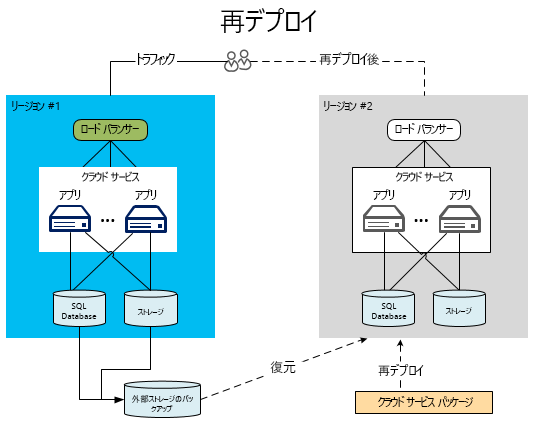 再デプロイ
トラフィック
再デプロイ後
リージョン #1
ロード バランサー
クラウド サービス
アプリ
アプリ
...
SQL
Database
ストレージ
リージョン #2
ロード バランサー
クラウド サービス
アプリ
アプリ
...
SQL
Database
ストレージ
復元
再デプロイ
外部ストレージのバッ
クアップ
クラウド サービス パッケージ